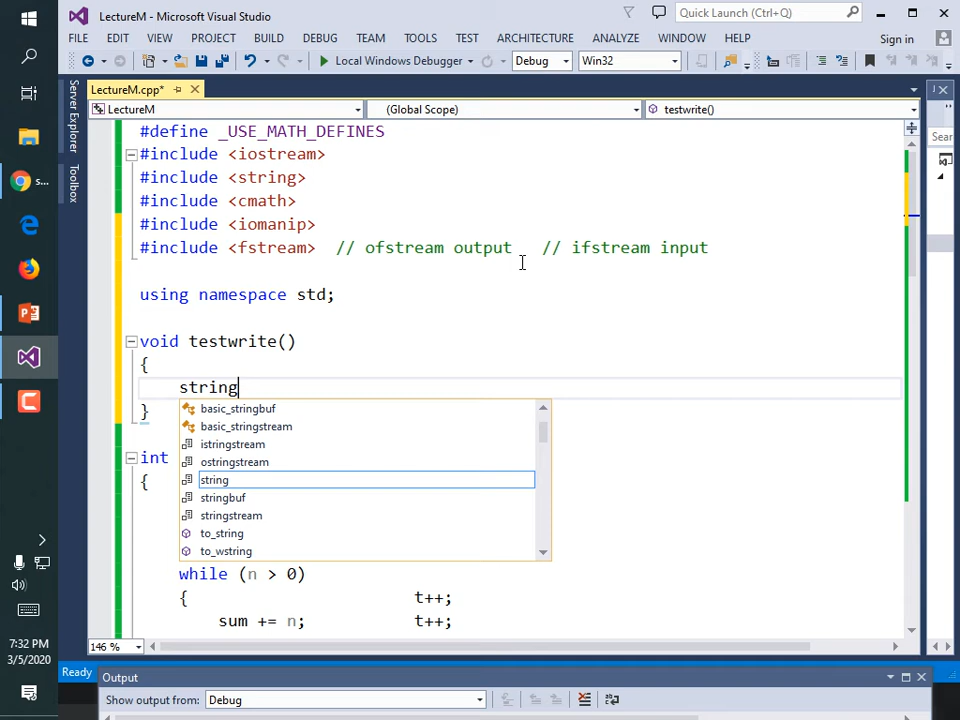 LectureM - Microsoft Visual Studio
Quick Launch (Ctrl+Q)
FILE EDIT VIEW PROJECT BUILD DEBUG TEAM TOOLS TEST ARCHITECTURE ANALYZE WINDOW HELP
Sign in
Local Windows Debugger Debug Win32
LectureM.cpp*
LectureM (Global Scope) testwrite()
Server Explorer
Toolbox
Sear
s...
#define _USE_MATH_DEFINES
#include <iostream>
#include <string>
#include <cmath>
#include <iomanip>
#include <fstream> // ofstream output // ifstream input
using namespace std;
void testwrite()
{
string
}
basic_stringbuf
basic_stringstream
istringstream
ostringstream
string
stringbuf
stringstream
to_string
to_wstring
int
{
while (n > 0)
{ t++;
sum += n; t++;
146 %
Ready
Output
Show output from: Debug
7:32 PM
3/5/2020